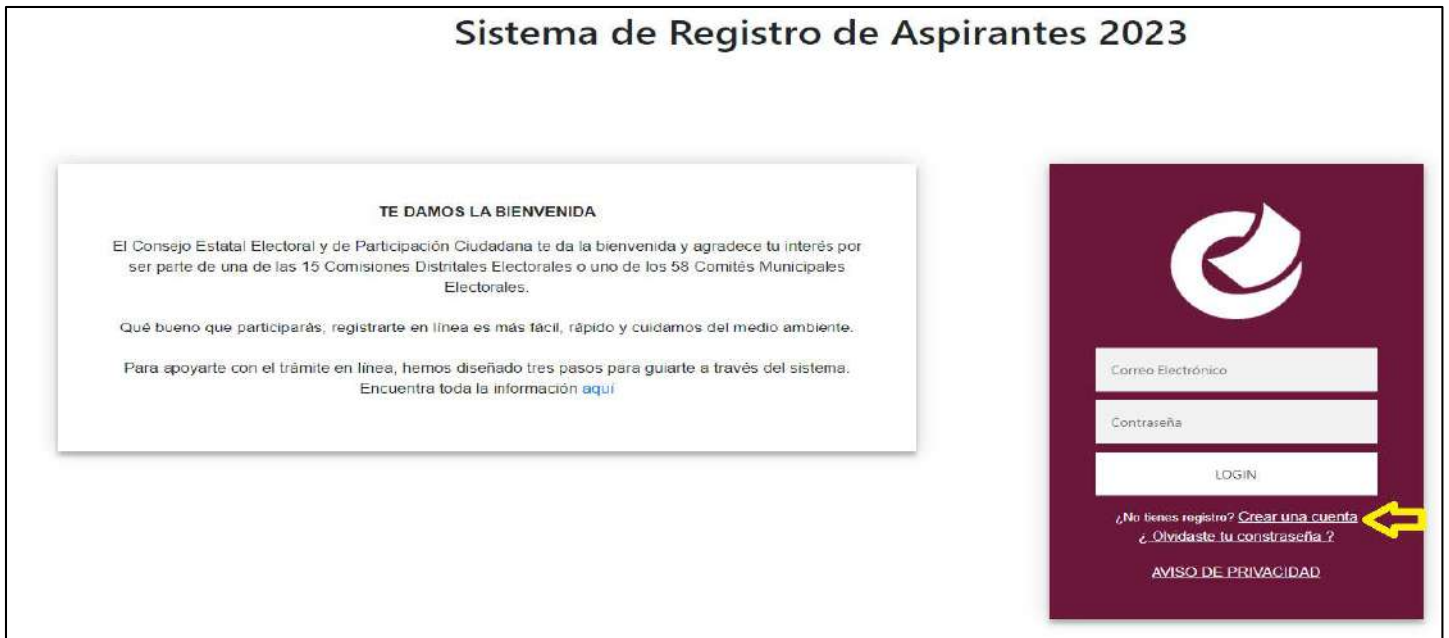 Sistema de Registro de Aspirantes 2023
TE DAMOS LA BIENVENIDA
El Consejo Estatal Electoral y de Participación Ciudadana te da la bienvenida y agradece tu interés por
ser parte de una de las 15 Comisiones Distritales Electorales o uno de los 58 Comités Municipales
Electorales.
Qué bueno que participarás, registrarte en línea es más fácil, rápido y cuidamos del medio ambiente.
Para apoyarte con el trámite en línea, hemos diseñado tres pasos para guiarte a través del sistema.
Encuentra toda la información aquí
Correo Electrónico
Contraseña
LOGIN
¿No tienes registro? Crear una cuenta
¿ Olvidaste tu constraseña ?
AVISO DE PRIVACIDAD